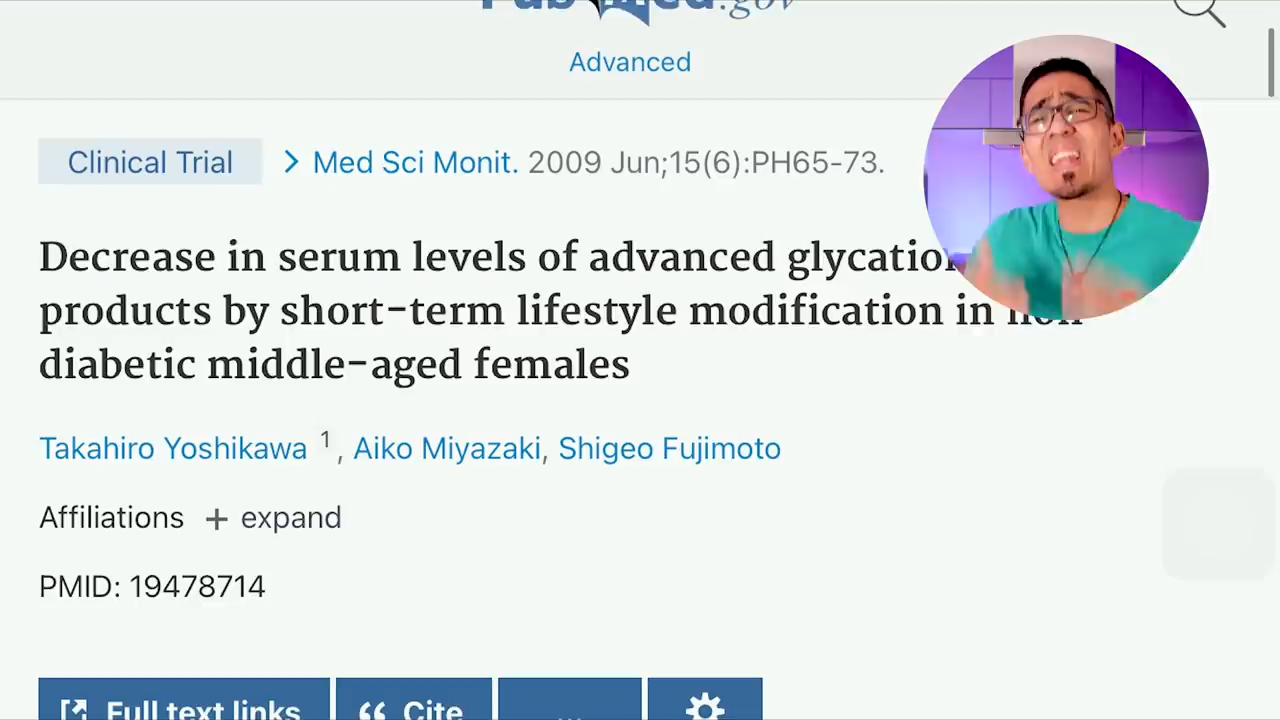 PubMed.gov
Advanced
Clinical Trial > Med Sci Monit. 2009 Jun;15(6):PH65-73.
Decrease in serum levels of advanced
products by short-term lifestyle modification in
diabetic middle-aged females
Takahiro Yoshikawa 1, Aiko Miyazaki, Shigeo Fujimoto
Affiliations + expand
PMID: 19478714
Full text links
Cite
...